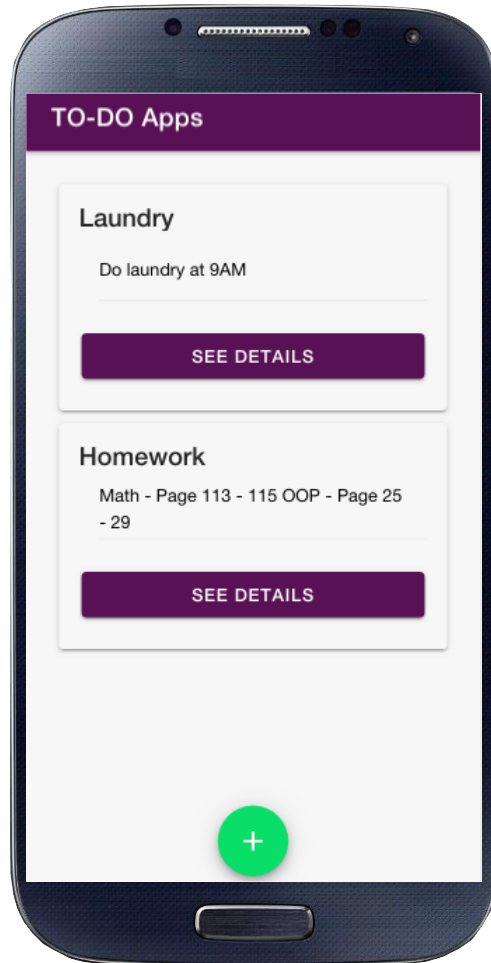 TO-DO Apps
Laundry
Do laundry at 9AM
SEE DETAILS
Homework
Math - Page 113 - 115 OOP - Page 25
- 29
SEE DETAILS
+